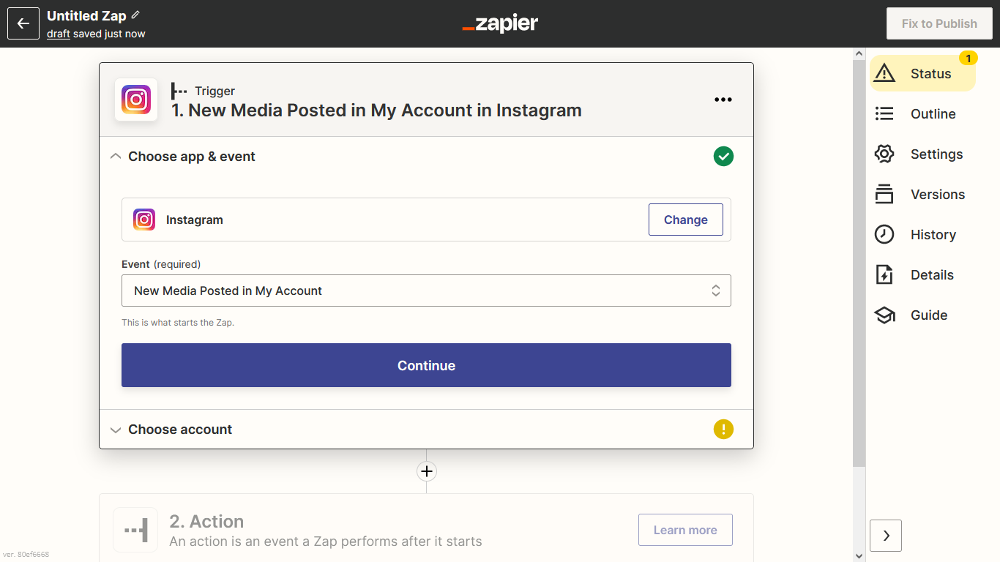 Untitled Zap
draft saved just now
zapier
Fix to Publish
Trigger
1. New Media Posted in My Account in Instagram
Choose app & event
Instagram
Change
Event (required)
New Media Posted in My Account
This is what starts the Zap.
Continue
Choose account
2. Action
An action is an event a Zap performs after it starts
Learn more
1
Status
Outline
Settings
Versions
History
Details
Guide
ver. 80ef6668